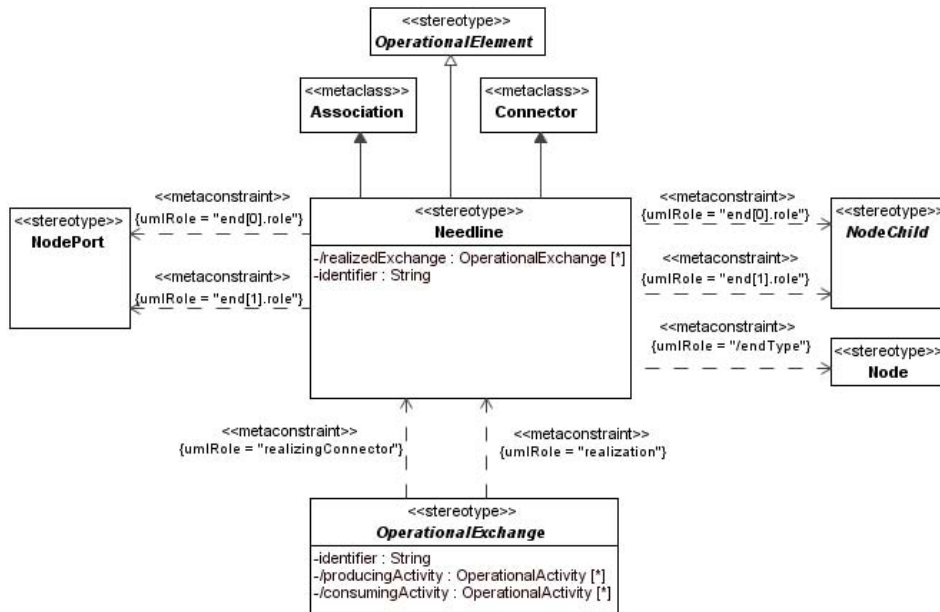 <<stereotype>>
OperationalElement
<<metaclass>>
Association
<<metaclass>>
Connector
<<metaconstraint>>
{umlRole = "end[0].role"}
<<stereotype>>
NodePort
<<metaconstraint>>
{umlRole = "end[1].role"}
<<stereotype>>
Needline
-/realizedExchange : OperationalExchange [*]
-identifier : String
<<metaconstraint>>
{umlRole = "end[0].role"}
<<stereotype>>
NodeChild
<<metaconstraint>>
{umlRole = "end[1].role"}
<<metaconstraint>>
{umlRole = "/endType"}
<<stereotype>>
Node
<<metaconstraint>>
{umlRole = "realizingConnector"}
<<metaconstraint>>
{umlRole = "realization"}
<<stereotype>>
OperationalExchange
-identifier : String
-/producingActivity : OperationalActivity [*]
-/consumingActivity : OperationalActivity [*]